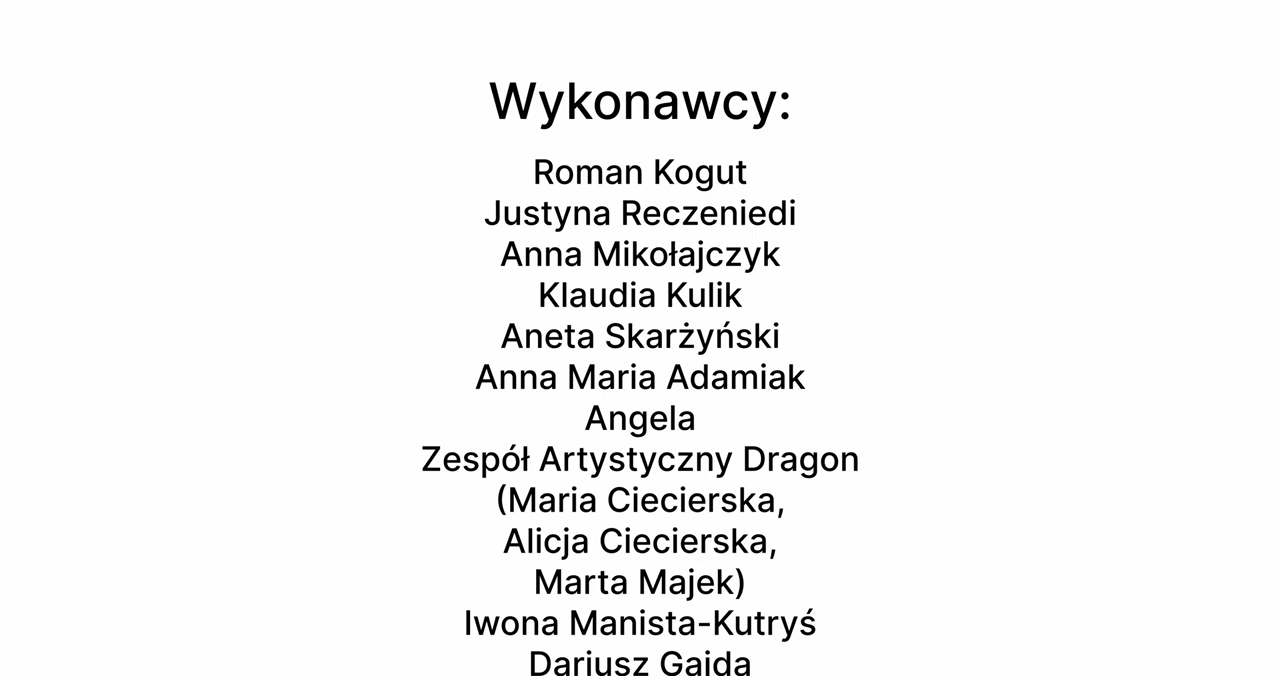 Wykonawcy:
Roman Kogut
Justyna Reczeniedi
Anna Mikołajczyk
Klaudia Kulik
Aneta Skarżyński
Anna Maria Adamiak
Angela
Zespół Artystyczny Dragon
(Maria Ciecierska,
Alicja Ciecierska,
Marta Majek)
Iwona Manista-Kutryś
Dariusz Gajda